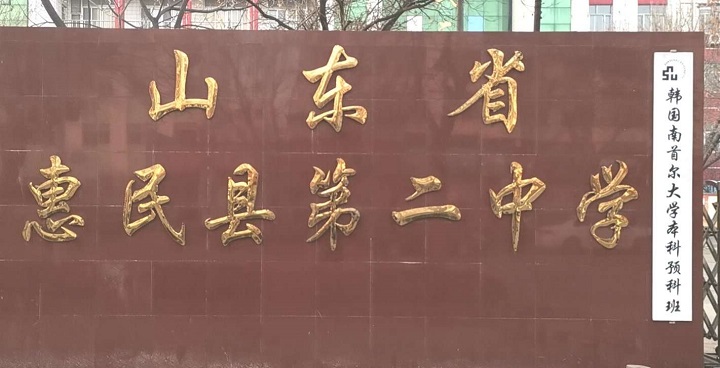 山东省
惠民县第二中学
韩国南首尔大学本科预科班